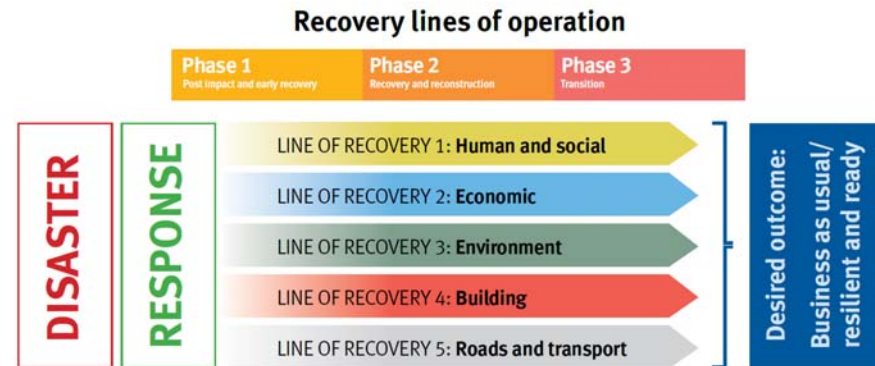 Recovery lines of operation
Phase 1
Post impact and early recovery
Phase 2
Recovery and reconstruction
Phase 3
Transition
DISASTER
RESPONSE
LINE OF RECOVERY 1: Human and social
LINE OF RECOVERY 2: Economic
LINE OF RECOVERY 3: Environment
LINE OF RECOVERY 4: Building
LINE OF RECOVERY 5: Roads and transport
Desired outcome:
Business as usual/
resilient and ready